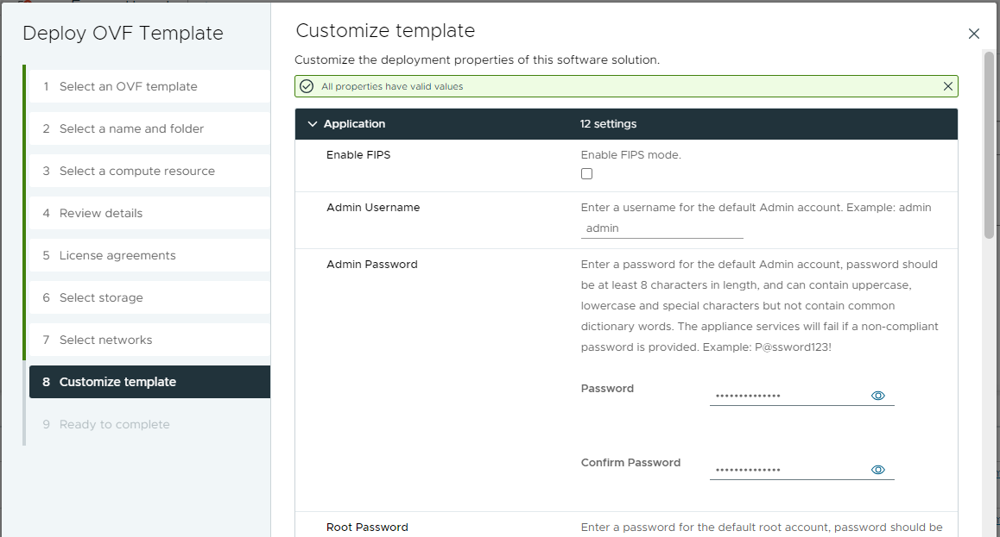 Deploy OVF Template
1 Select an OVF template
2 Select a name and folder
3 Select a compute resource
4 Review details
5 License agreements
6 Select storage
7 Select networks
8 Customize template
9 Ready to complete
Customize template
Customize the deployment properties of this software solution.
All properties have valid values
Application 12 settings
Enable FIPS Enable FIPS mode.
Admin Username Enter a username for the default Admin account. Example: admin
admin
Admin Password Enter a password for the default Admin account, password should
be at least 8 characters in length, and can contain uppercase,
lowercase and special characters but not contain common
dictionary words. The appliance services will fail if a non-compliant
password is provided. Example: P@ssword123!
Password ••••••••••••••
Confirm Password ••••••••••••••
Root Password Enter a password for the default root account, password should be